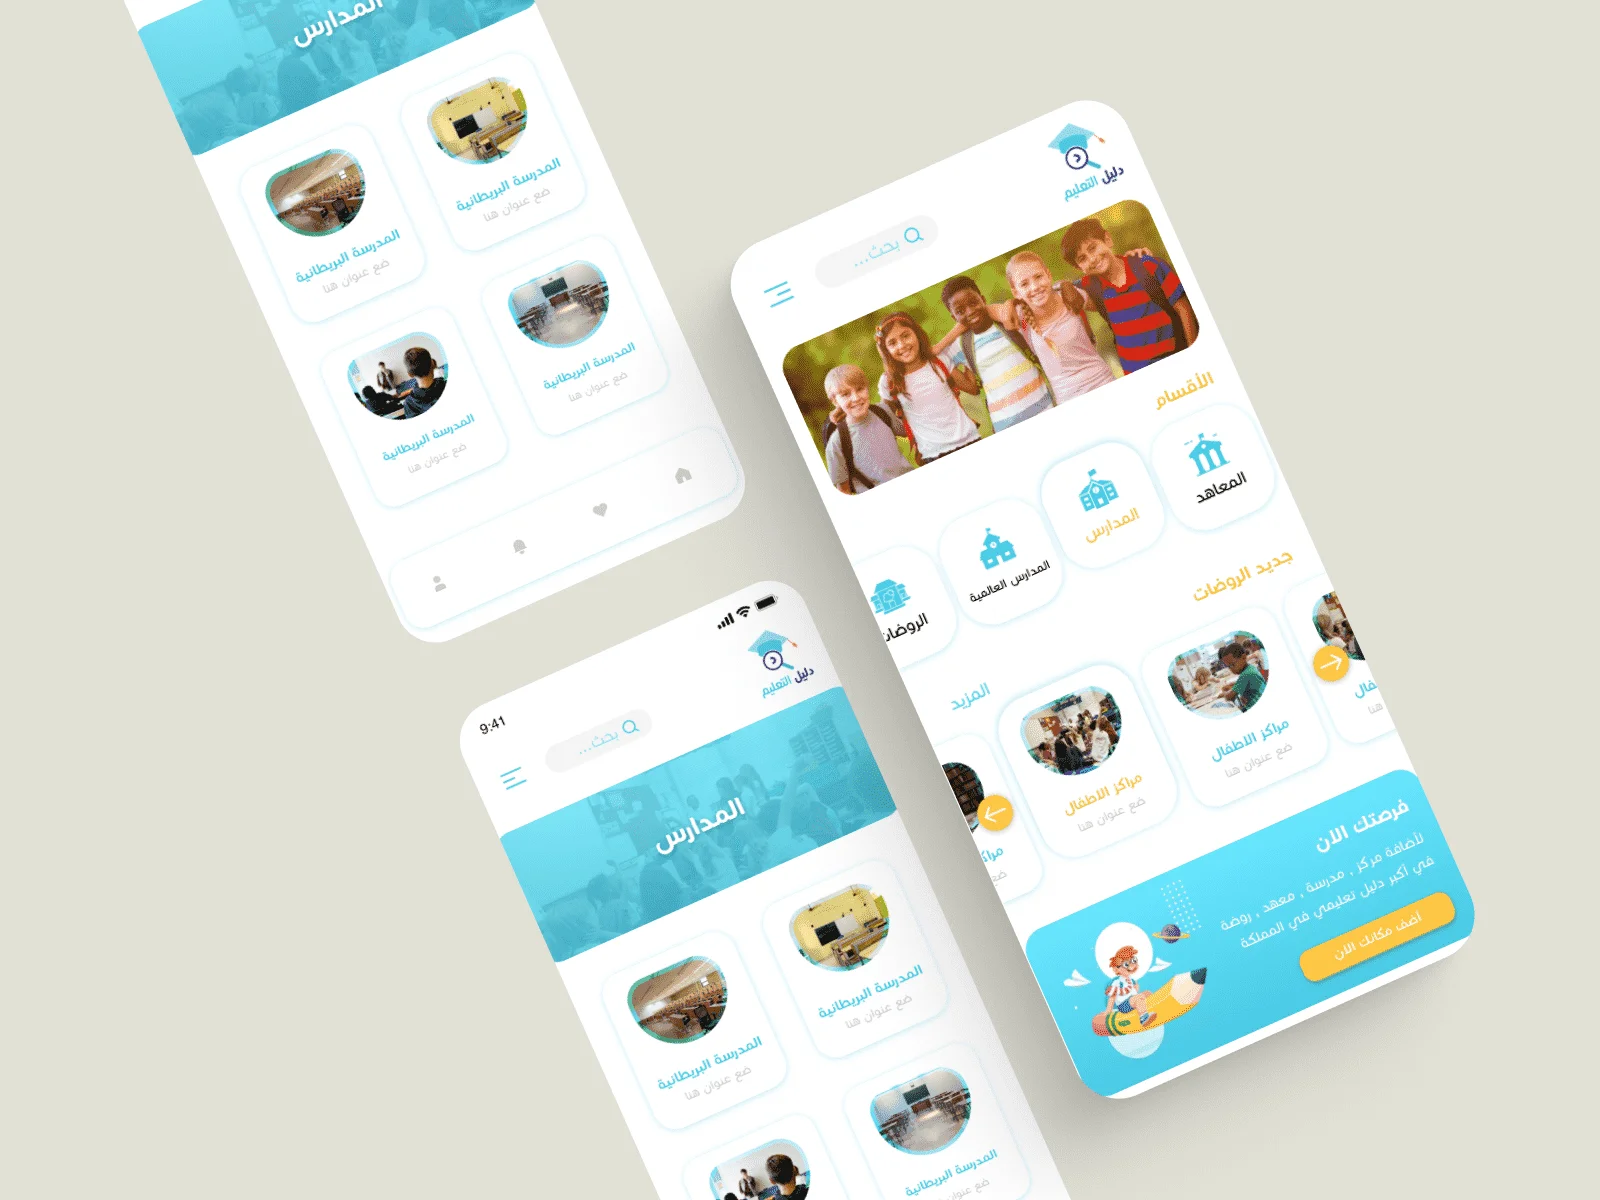 المدارس
المدرسة البريطانية
ضع عنوان هنا
المدرسة البريطانية
ضع عنوان هنا
المدرسة البريطانية
ضع عنوان هنا
المدرسة البريطانية
ضع عنوان هنا
دليل التعليم
بحث...
الأقسام
المعاهد
المدارس
المدارس العالمية
الروضات
جديد الروضات
المزيد
مراكز الاطفال
ضع عنوان هنا
مراكز الاطفال
ضع عنوان هنا
فرصتك الان
لأضافة مركز , مدرسة , معهد , روضة
في أكبر دليل تعليمي في المملكة
أضف مكانك الأن
9:41
دليل التعليم
بحث...
المدارس
المدرسة البريطانية
ضع عنوان هنا
المدرسة البريطانية
ضع عنوان هنا
المدرسة البريطانية
ضع عنوان هنا